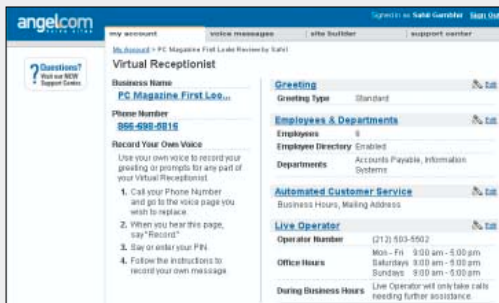 angel.com
Signed in as Sahil Gambhir Sign Out
my account voice messages site builder support center
My Account > PC Magazine First Looks Review by Sahil
Questions?
Visit our NEW
Support Center
Virtual Receptionist
Business Name
PC Magazine First Loo...
Phone Number
866-698-5816
Record Your Own Voice
Use your own voice to record your
greeting or prompts for any part of
your Virtual Receptionist.
1. Call your Phone Number
and go to the voice page you
wish to replace.
2. When you hear this page,
say "Record."
3. Say or enter your PIN.
4. Follow the instructions to
record your own message
Greeting Edit
Greeting Type Standard
Employees & Departments Edit
Employees 6
Employee Directory Enabled
Departments Accounts Payable, Information
Systems
Automated Customer Service Edit
Business Hours, Mailing Address
Live Operator Edit
Operator Number (212) 503-5502
Office Hours Mon - Fri 9:00 am - 5:00 pm
Saturdays 9:00 am - 5:00 pm
Sundays 9:00 am - 5:00 pm
During Business Hours Live Operator will only take calls
needing further assistance.